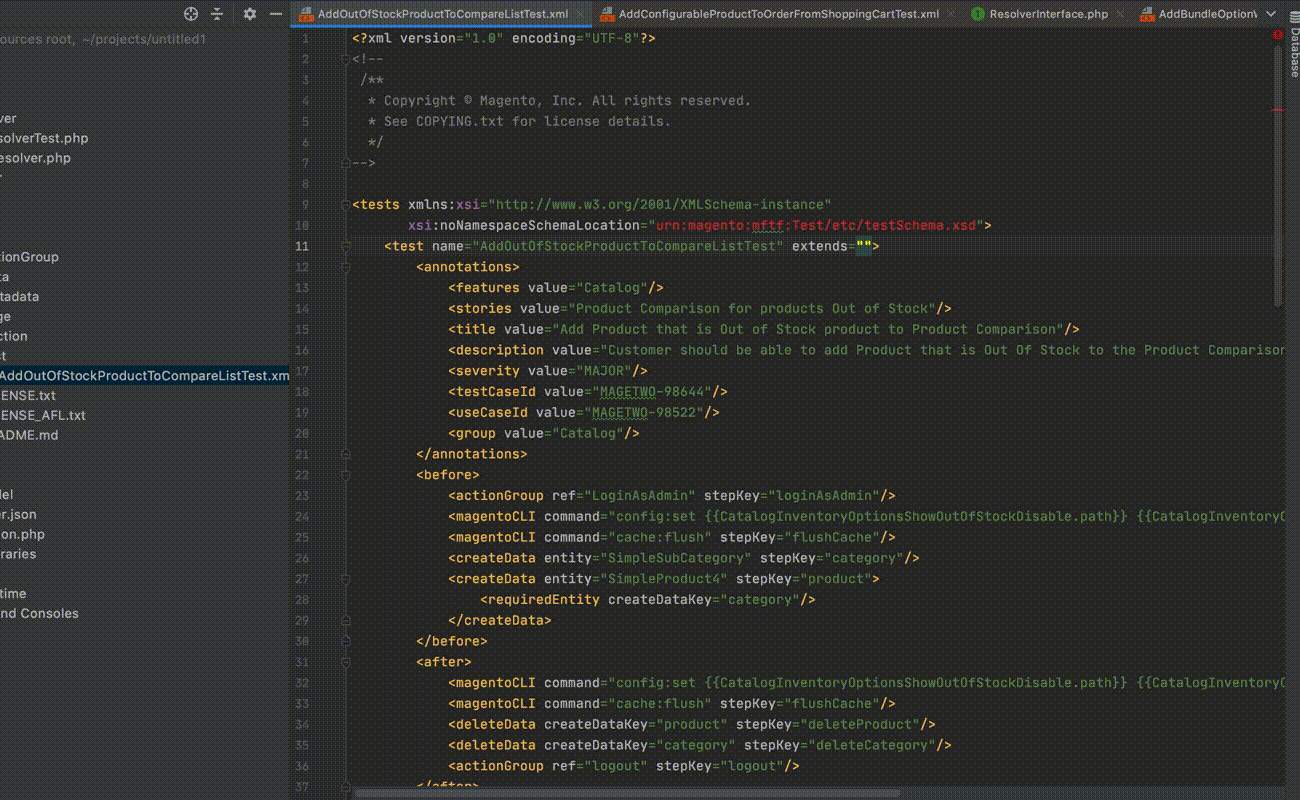 AddOutOfStockProductToCompareListTest.xml
AddConfigurableProductToOrderFromShoppingCartTest.xml
ResolverInterface.php
AddBundleOption
Database
ources root, ~/projects/untitled1
ver
solverTest.php
esolver.php
r
tionGroup
ta
tadata
ge
ction
st
AddOutOfStockProductToCompareListTest.xm
ENSE.txt
ENSE_AFL.txt
ADME.md
del
er.json
on.php
raries
time
nd Consoles
1 <?xml version="1.0" encoding="UTF-8"?>
2 <!--
3 /**
4 * Copyright © Magento, Inc. All rights reserved.
5 * See COPYING.txt for license details.
6 */
7 -->
8
9 <tests xmlns:xsi="http://www.w3.org/2001/XMLSchema-instance"
10 xsi:noNamespaceSchemaLocation="urn:magento:mftf:Test/etc/testSchema.xsd">
11 <test name="AddOutOfStockProductToCompareListTest" extends="">
12 <annotations>
13 <features value="Catalog"/>
14 <stories value="Product Comparison for products Out of Stock"/>
15 <title value="Add Product that is Out of Stock product to Product Comparison"/>
16 <description value="Customer should be able to add Product that is Out Of Stock to the Product Comparison
17 <severity value="MAJOR"/>
18 <testCaseId value="MAGETWO-98644"/>
19 <useCaseId value="MAGETWO-98522"/>
20 <group value="Catalog"/>
21 </annotations>
22 <before>
23 <actionGroup ref="LoginAsAdmin" stepKey="loginAsAdmin"/>
24 <magentoCLI command="config:set {{CatalogInventoryOptionsShowOutOfStockDisable.path}} {{CatalogInventoryO
25 <magentoCLI command="cache:flush" stepKey="flushCache"/>
26 <createData entity="SimpleSubCategory" stepKey="category"/>
27 <createData entity="SimpleProduct4" stepKey="product">
28 <requiredEntity createDataKey="category"/>
29 </createData>
30 </before>
31 <after>
32 <magentoCLI command="config:set {{CatalogInventoryOptionsShowOutOfStockDisable.path}} {{CatalogInventoryO
33 <magentoCLI command="cache:flush" stepKey="flushCache"/>
34 <deleteData createDataKey="product" stepKey="deleteProduct"/>
35 <deleteData createDataKey="category" stepKey="deleteCategory"/>
36 <actionGroup ref="logout" stepKey="logout"/>
37 </after>